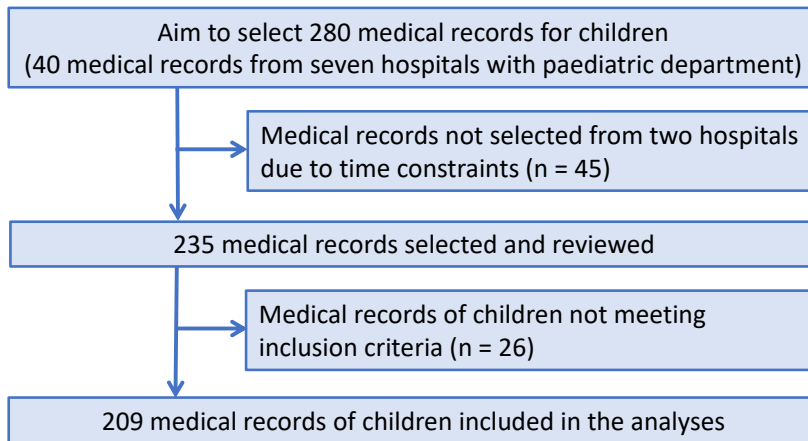 Aim to select 280 medical records for children
(40 medical records from seven hospitals with paediatric department)
Medical records not selected from two hospitals
due to time constraints (n = 45)
235 medical records selected and reviewed
Medical records of children not meeting
inclusion criteria (n = 26)
209 medical records of children included in the analyses